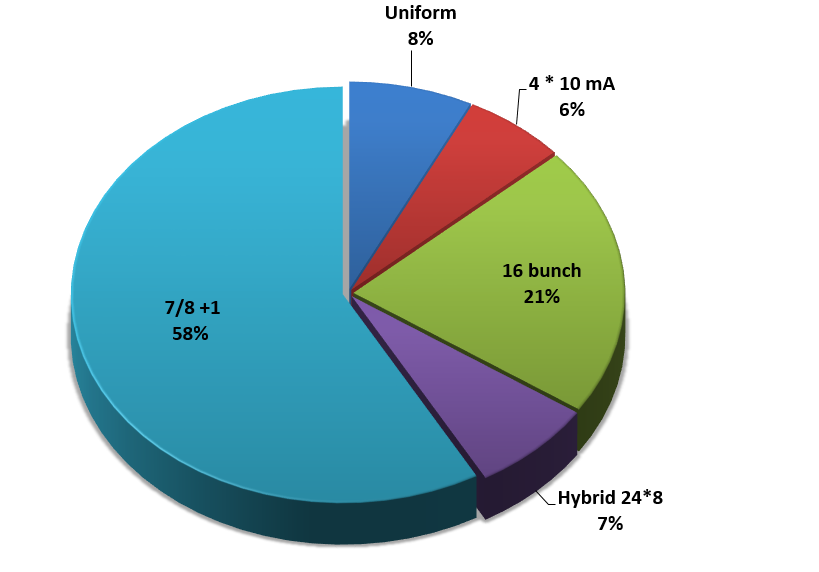 Uniform
8%
4 * 10 mA
6%
16 bunch
21%
7/8 +1
58%
Hybrid 24*8
7%